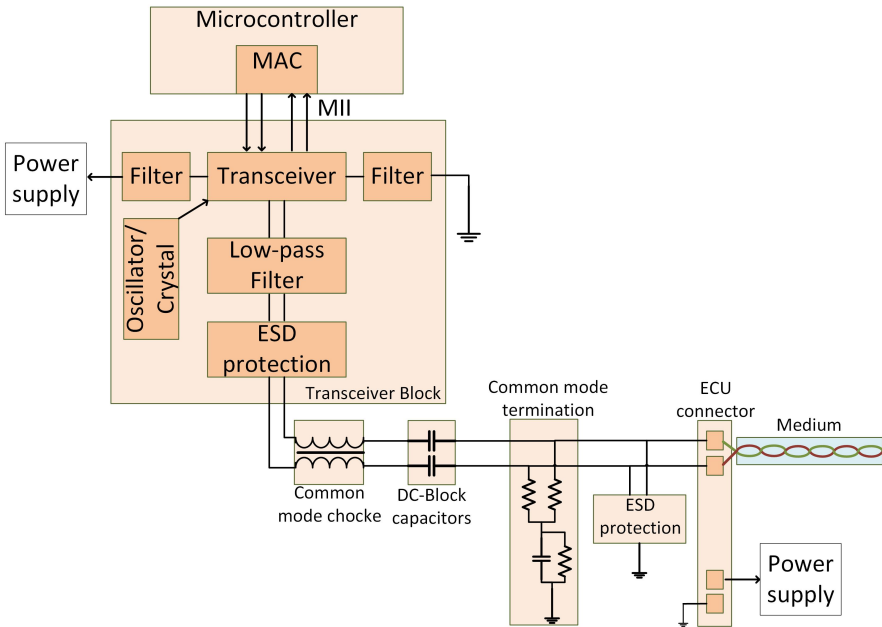 Microcontroller
MAC
MII
Power
supply
Filter
Transceiver
Filter
Oscillator/
Crystal
Low-pass
Filter
ESD
protection
Transceiver Block
Common mode
termination
ECU
connector
Medium
Common
mode chocke
DC-Block
capacitors
ESD
protection
Power
supply